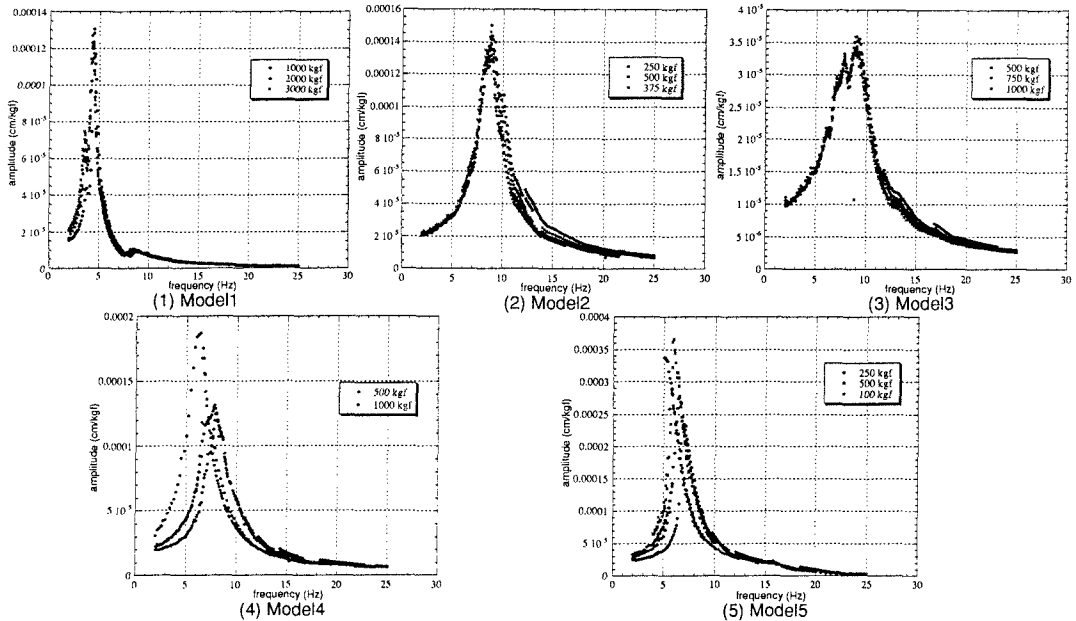 0.00014
0.00012
0.0001
8 10⁻⁵
6 10⁻⁵
4 10⁻⁵
2 10⁻⁵
0
amplitude (cm/kgf)
1000 kgf
2000 kgf
3000 kgf
0 5 10 15 20 25 30
frequency (Hz)
(1) Model1
0.00016
0.00014
0.00012
0.0001
8 10⁻⁵
6 10⁻⁵
4 10⁻⁵
2 10⁻⁵
0
amplitude (cm/kgf)
250 kgf
500 kgf
375 kgf
0 5 10 15 20 25 30
frequency (Hz)
(2) Model2
4 10⁻⁵
3.5 10⁻⁵
3 10⁻⁵
2.5 10⁻⁵
2 10⁻⁵
1.5 10⁻⁵
1 10⁻⁵
5 10⁻⁶
0
amplitude (cm/kgf)
500 kgf
750 kgf
1000 kgf
0 5 10 15 20 25 30
frequency (Hz)
(3) Model3
0.0002
0.00015
0.0001
5 10⁻⁵
0
amplitude (cm/kgf)
500 kgf
1000 kgf
0 5 10 15 20 25 30
frequency (Hz)
(4) Model4
0.0004
0.00035
0.0003
0.00025
0.0002
0.00015
0.0001
5 10⁻⁵
0
amplitude (cm/kgf)
250 kgf
500 kgf
100 kgf
0 5 10 15 20 25 30
frequency (Hz)
(5) Model5